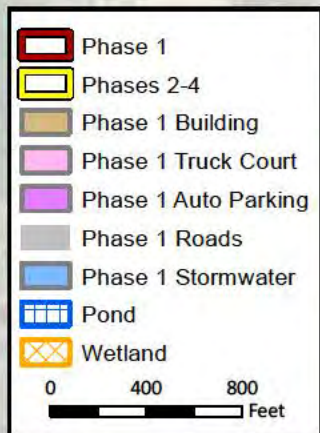 Phase 1
Phases 2-4
Phase 1 Building
Phase 1 Truck Court
Phase 1 Auto Parking
Phase 1 Roads
Phase 1 Stormwater
Pond
Wetland
0 400 800
Feet